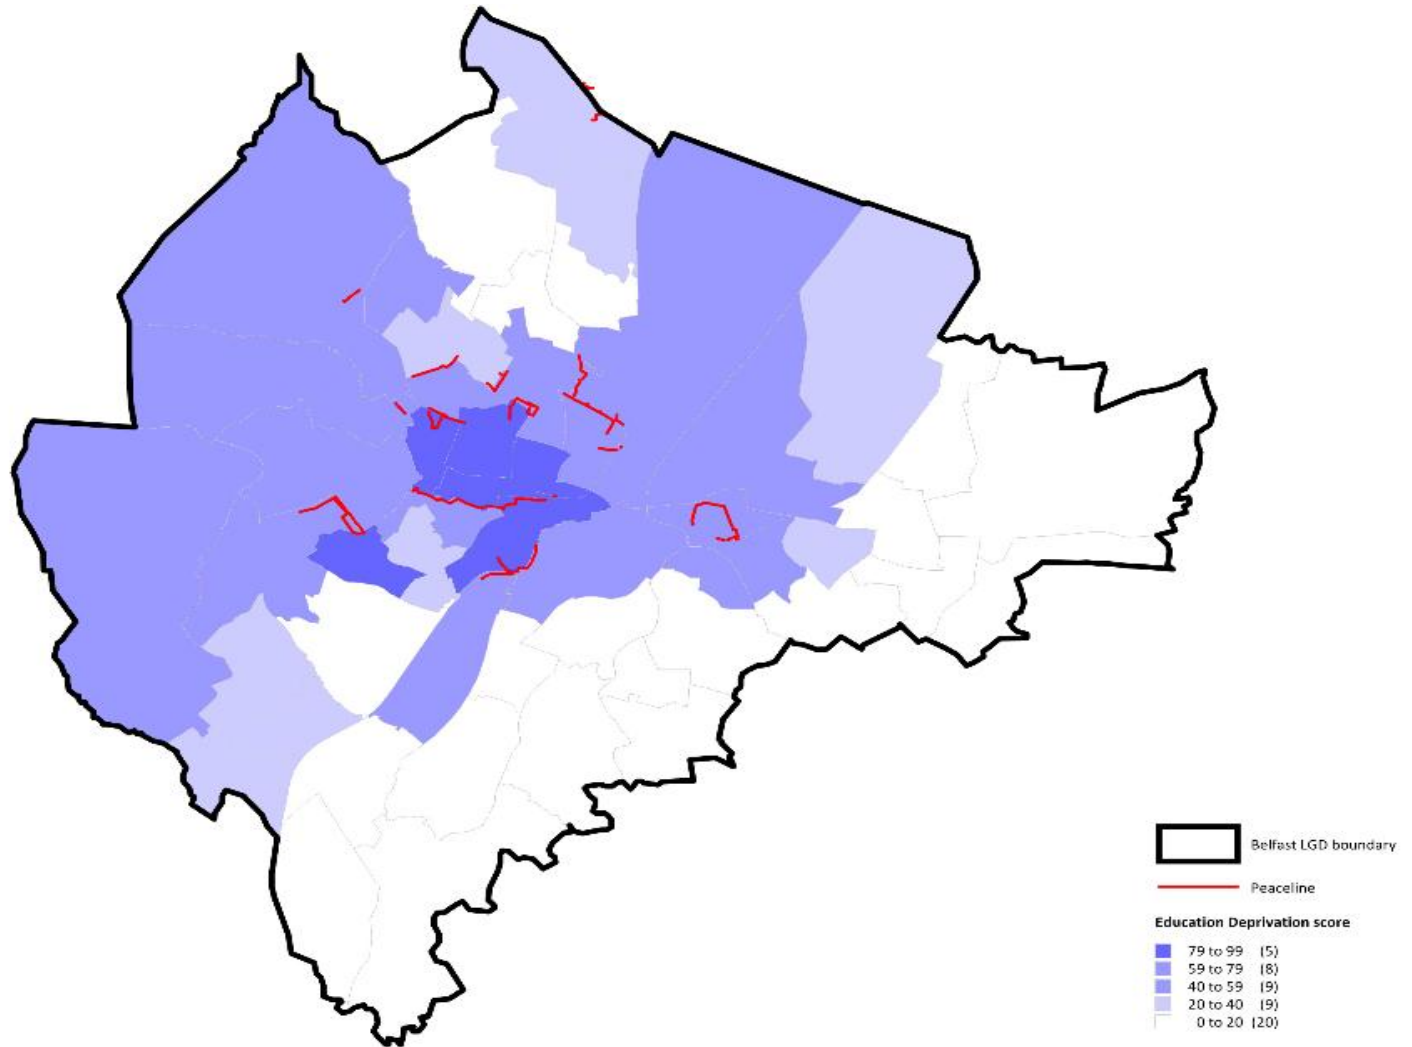 Belfast LGD boundary
Peaceline
Education Deprivation score
79 to 99 (5)
59 to 79 (8)
40 to 59 (9)
20 to 40 (9)
0 to 20 (20)